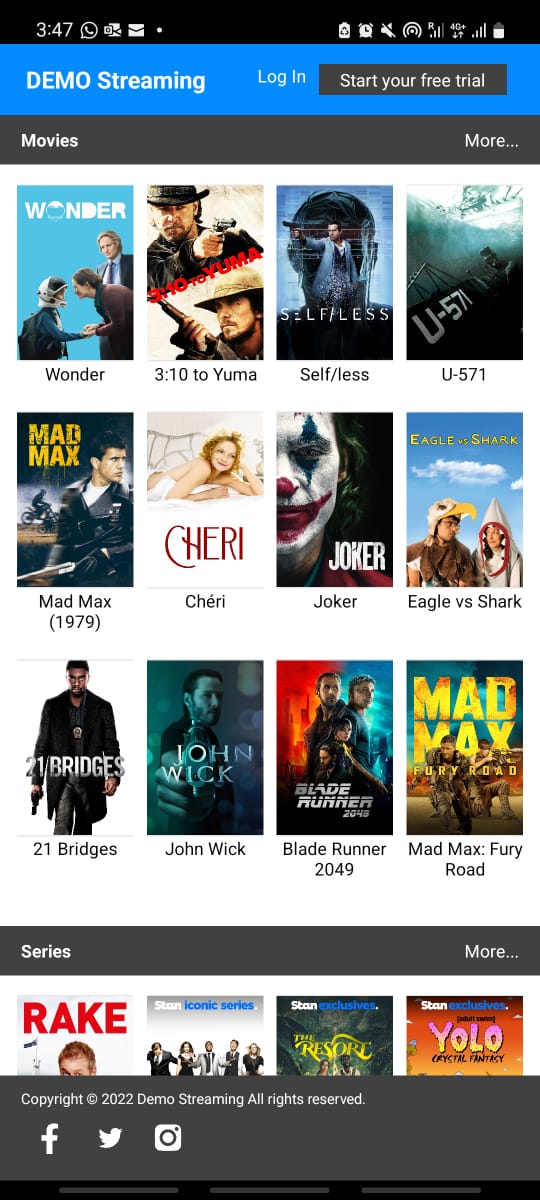 3:47
R
4G+
DEMO Streaming
Log In
Start your free trial
Movies
More...
WONDER
3:10 TO YUMA
SELF/LESS
U-571
Wonder
3:10 to Yuma
Self/less
U-571
MAD
MAX
CHERI
JOKER
EAGLE vs SHARK
Mad Max
(1979)
Chéri
Joker
Eagle vs Shark
21 BRIDGES
JOHN
WICK
BLADE
RUNNER
2049
MAD
MAX
FURY ROAD
21 Bridges
John Wick
Blade Runner
2049
Mad Max: Fury
Road
Series
More...
RAKE
Stan iconic series.
Stan exclusives.
THE
RESORT
Stan exclusives.
[adult swim]
YOLO
CRYSTAL FANTASY
Copyright © 2022 Demo Streaming All rights reserved.